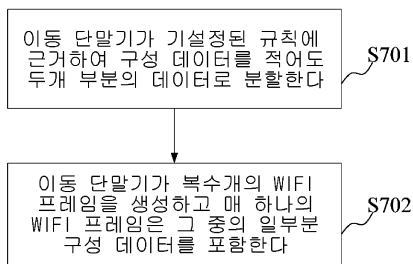 이동 단말기가 기설정된 규칙에
근거하여 구성 데이터를 적어도
두개 부분의 데이터로 분할한다
S701
이동 단말기가 복수개의 WIFI
프레임을 생성하고 매 하나의
WIFI 프레임은 그 중의 일부분
구성 데이터를 포함한다
S702